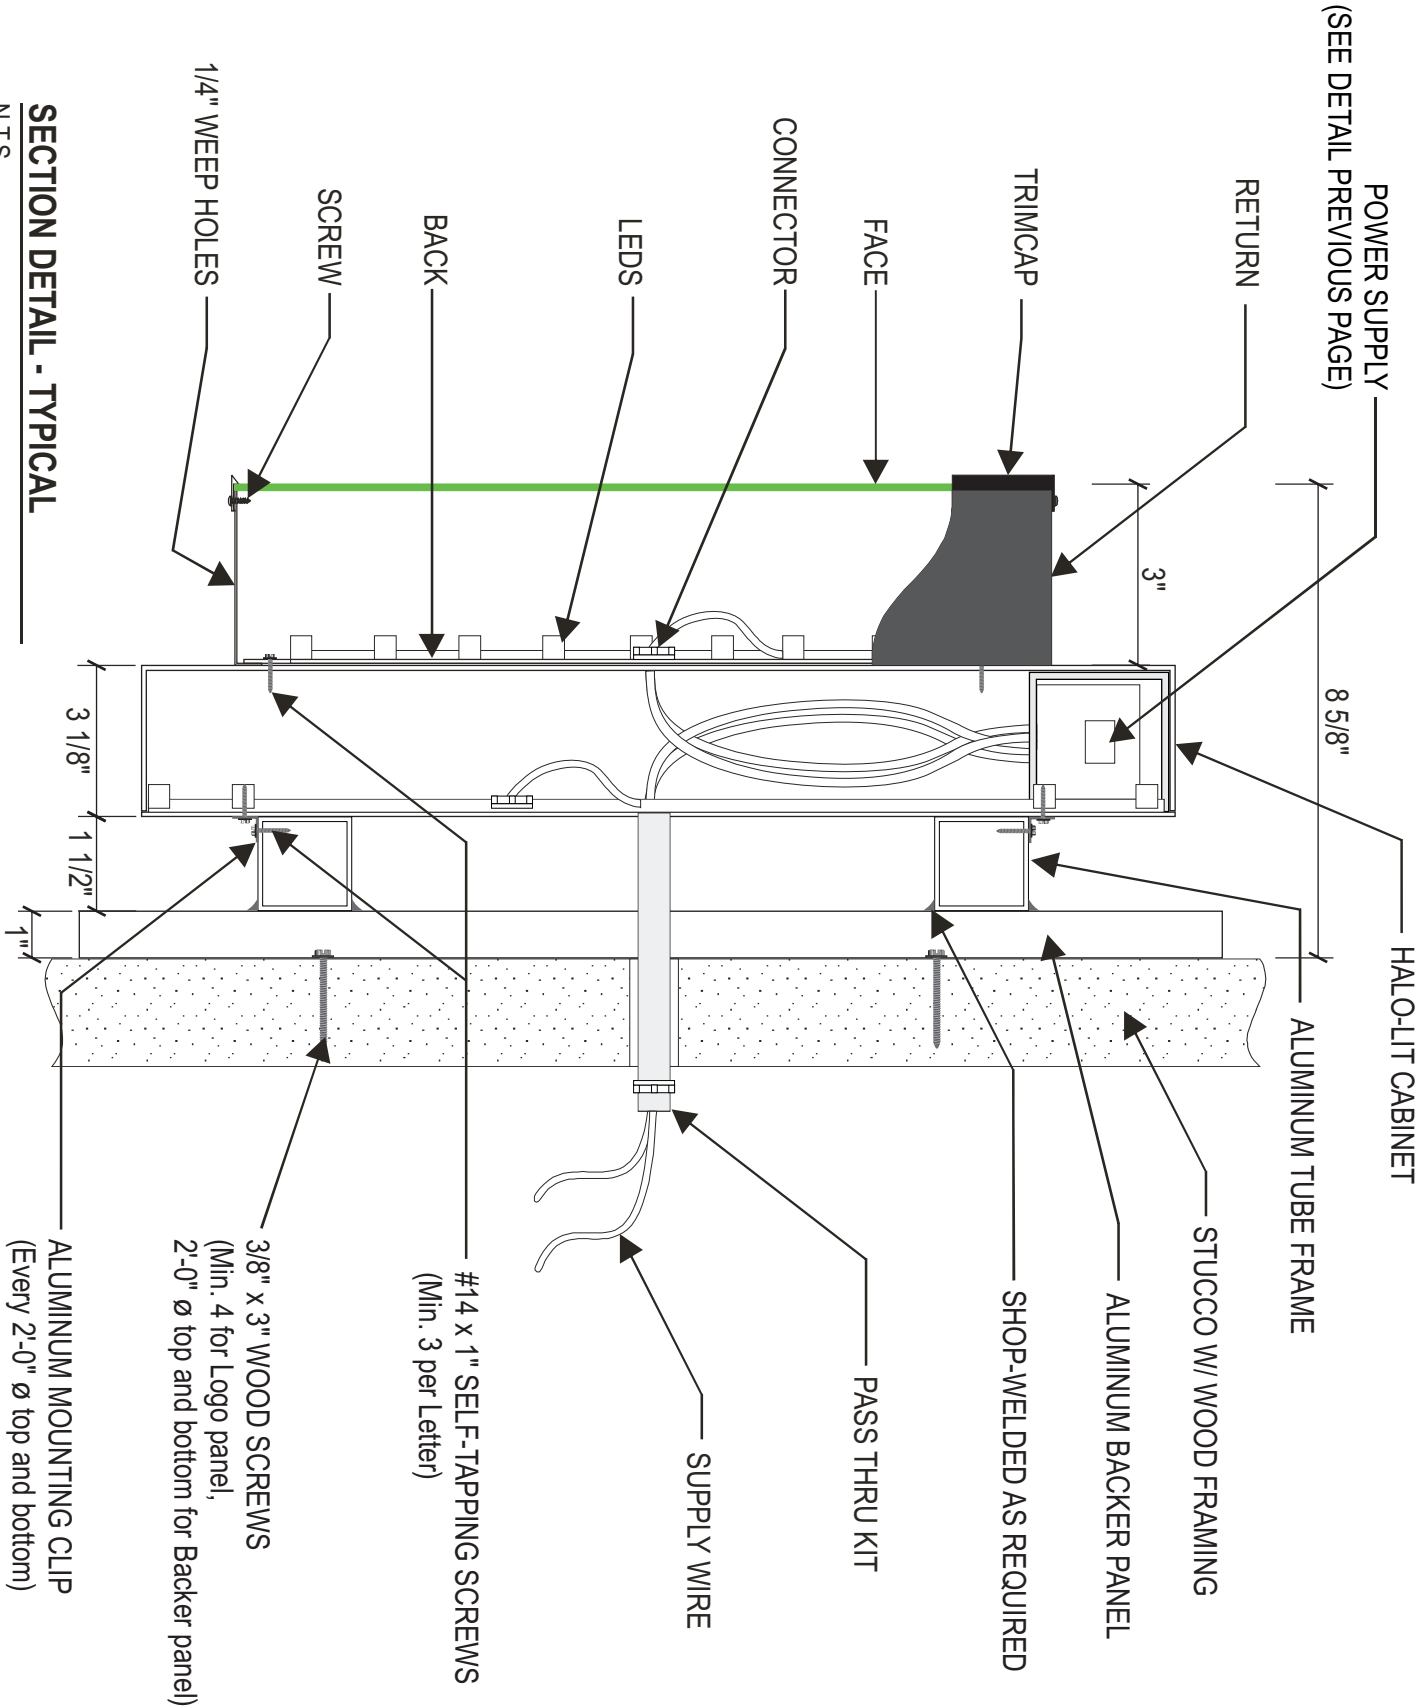 POWER SUPPLY
(SEE DETAIL PREVIOUS PAGE)
RETURN
TRIMCAP
FACE
CONNECTOR
LEDS
BACK
SCREW
1/4" WEEP HOLES
8 5/8"
3"
3 1/8"
1 1/2"
1"
HALO-LIT CABINET
ALUMINUM TUBE FRAME
STUCCO W/ WOOD FRAMING
ALUMINUM BACKER PANEL
SHOP-WELDED AS REQUIRED
PASS THRU KIT
SUPPLY WIRE
#14 x 1" SELF-TAPPING SCREWS
(Min. 3 per Letter)
3/8" x 3" WOOD SCREWS
(Min. 4 for Logo panel,
2'-0" ø top and bottom for Backer panel)
ALUMINUM MOUNTING CLIP
(Every 2'-0" ø top and bottom)
SECTION DETAIL - TYPICAL
N.T.S.